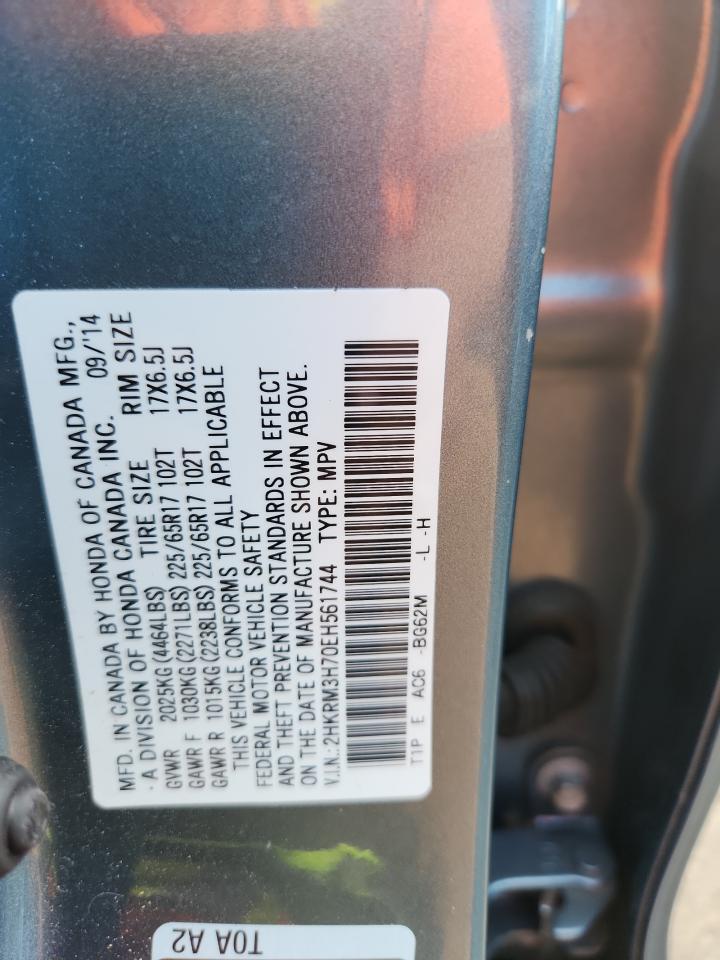 MFD. IN CANADA BY HONDA OF CANADA MFG.,
A DIVISION OF HONDA CANADA INC. 09/'14
TIRE SIZE RIM SIZE
GVWR 2025KG(4464LBS)
GAWR F 1030KG(2271LBS) 225/65R17 102T 17X6.5J
GAWR R 1015KG(2238LBS) 225/65R17 102T 17X6.5J
THIS VEHICLE CONFORMS TO ALL APPLICABLE
FEDERAL MOTOR VEHICLE SAFETY
AND THEFT PREVENTION STANDARDS IN EFFECT
ON THE DATE OF MANUFACTURE SHOWN ABOVE.
V.I.N.: 2HKRM3H70EH561744 TYPE: MPV
T1P E AC6 -BG62M -L -H
T0A A2